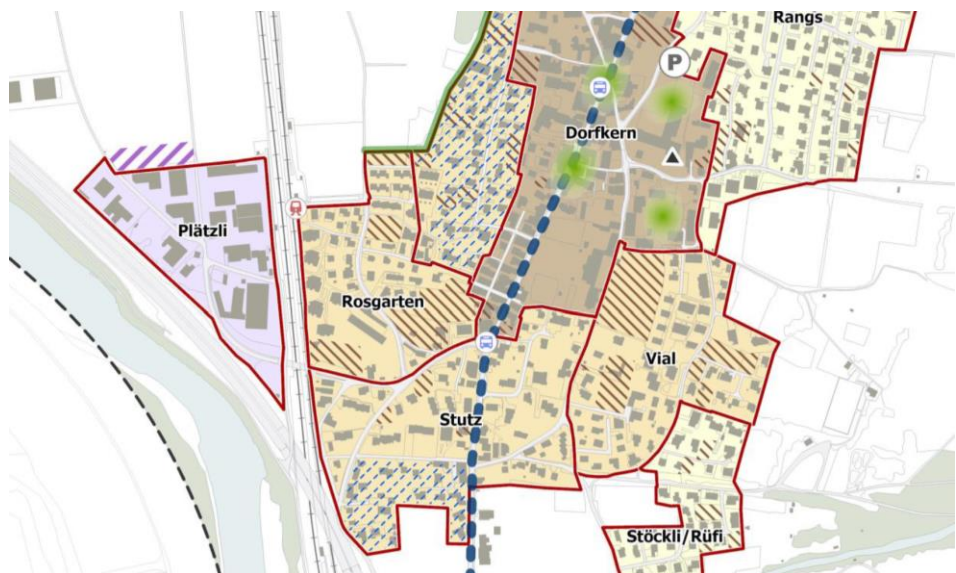 Rangs
P
Dorfkern
Plätzli
Rosgarten
Vial
Stutz
Stöckli/Rüfi